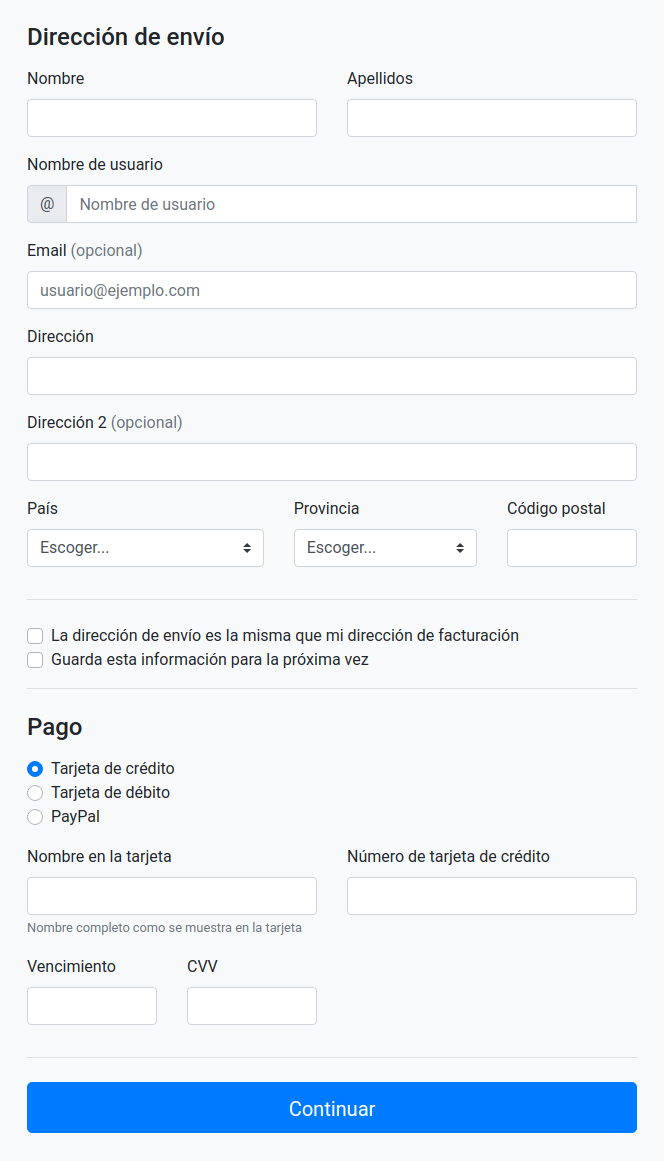 Dirección de envío
Nombre Apellidos
Nombre de usuario
@ Nombre de usuario
Email (opcional)
usuario@ejemplo.com
Dirección
Dirección 2 (opcional)
País Provincia Código postal
Escoger... Escoger...
La dirección de envío es la misma que mi dirección de facturación
Guarda esta información para la próxima vez
Pago
Tarjeta de crédito
Tarjeta de débito
PayPal
Nombre en la tarjeta Número de tarjeta de crédito
Nombre completo como se muestra en la tarjeta
Vencimiento CVV
Continuar